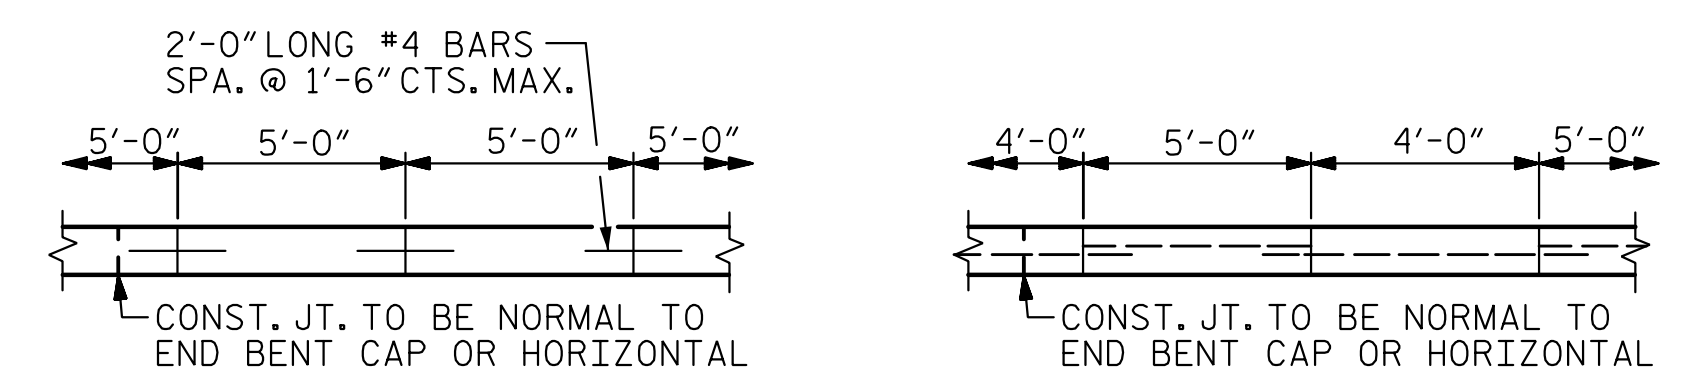 2'-0" LONG #4 BARS
SPA. @ 1'-6" CTS. MAX.
5'-0" 5'-0" 5'-0" 5'-0"
CONST. JT. TO BE NORMAL TO
END BENT CAP OR HORIZONTAL
4'-0" 5'-0" 4'-0" 5'-0"
CONST. JT. TO BE NORMAL TO
END BENT CAP OR HORIZONTAL